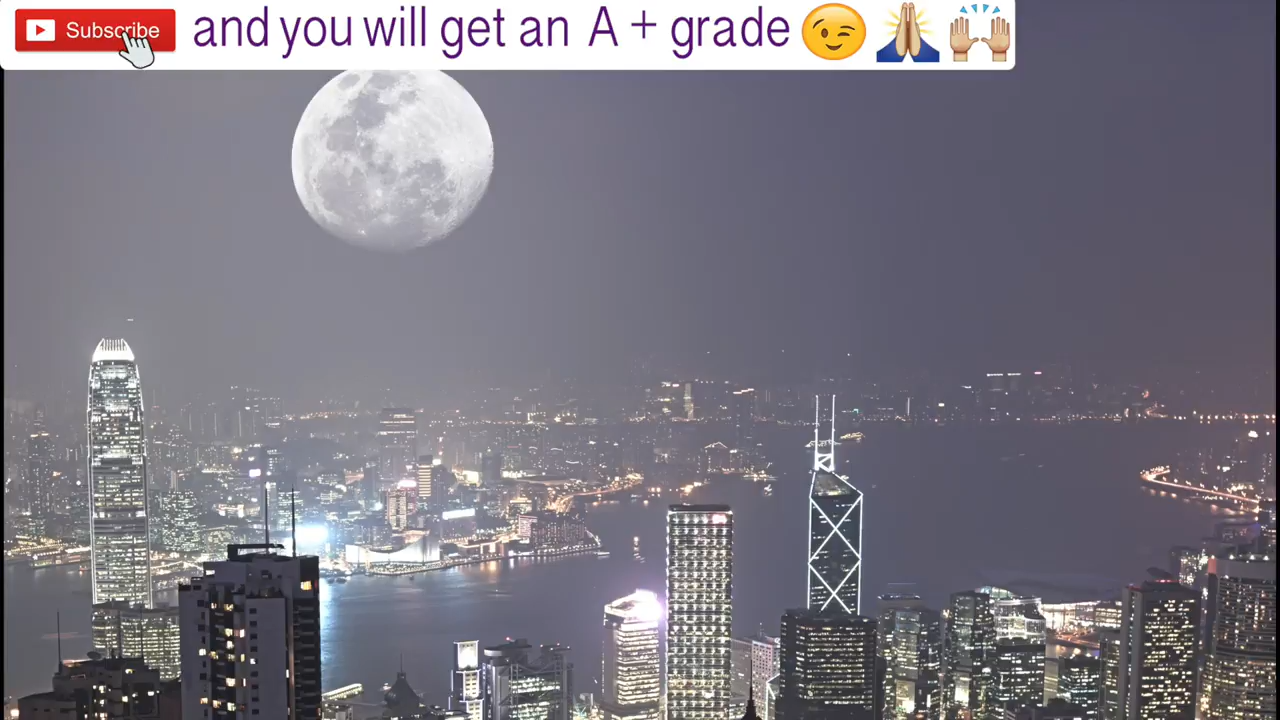 Subscribe and you will get an A + grade 😉 🙏 🙌